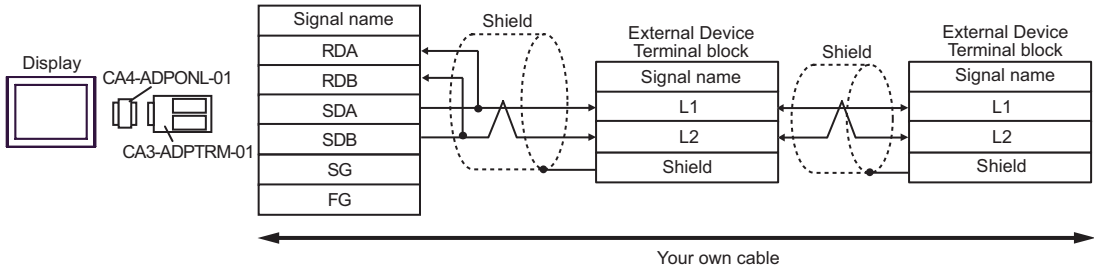 Display
CA4-ADPONL-01
CA3-ADPTRM-01
Signal name
RDA
RDB
SDA
SDB
SG
FG
Shield
External Device
Terminal block
Signal name
L1
L2
Shield
Shield
External Device
Terminal block
Signal name
L1
L2
Shield
Your own cable